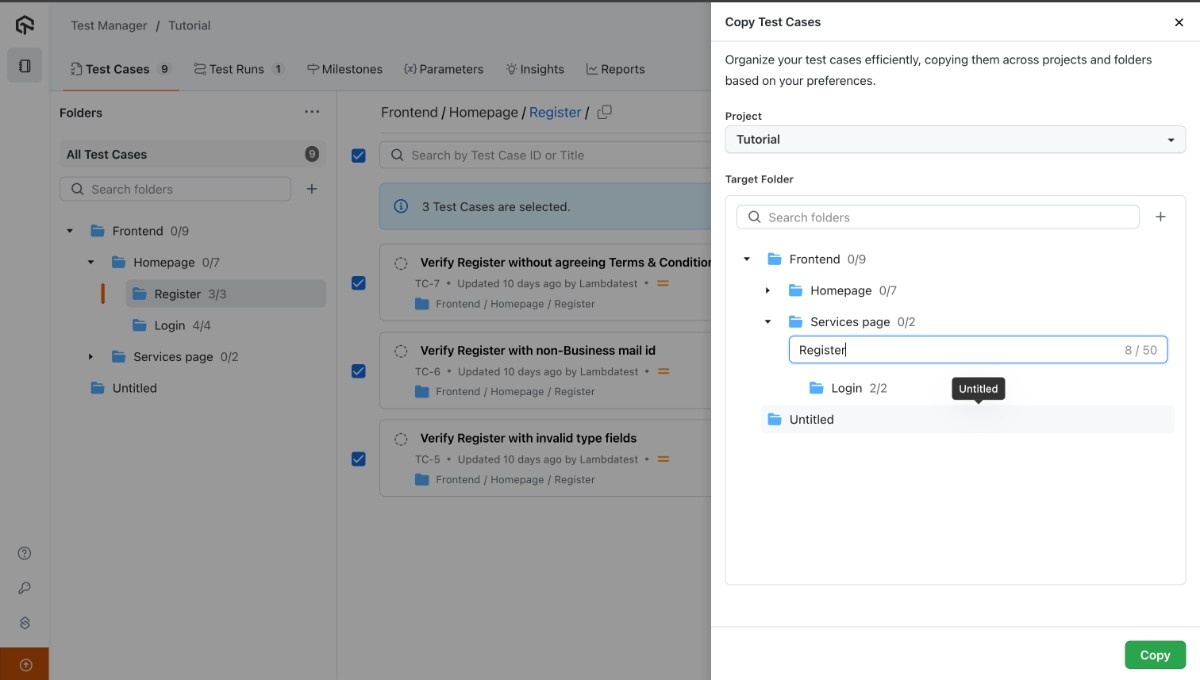 Test Manager / Tutorial
Test Cases 9 Test Runs 1 Milestones {x} Parameters Insights Reports
Folders ...
All Test Cases 9
Search folders +
Frontend 0/9
Homepage 0/7
Register 3/3
Login 4/4
Services page 0/2
Untitled
Frontend / Homepage / Register /
Search by Test Case ID or Title
3 Test Cases are selected.
Verify Register without agreeing Terms & Condition
TC-7 • Updated 10 days ago by Lambdatest •
Frontend / Homepage / Register
Verify Register with non-Business mail id
TC-6 • Updated 10 days ago by Lambdatest •
Frontend / Homepage / Register
Verify Register with invalid type fields
TC-5 • Updated 10 days ago by Lambdatest •
Frontend / Homepage / Register
Copy Test Cases
Organize your test cases efficiently, copying them across projects and folders
based on your preferences.
Project
Tutorial
Target Folder
Search folders +
Frontend 0/9
Homepage 0/7
Services page 0/2
Register 8 / 50
Login 2/2
Untitled
Untitled
Copy